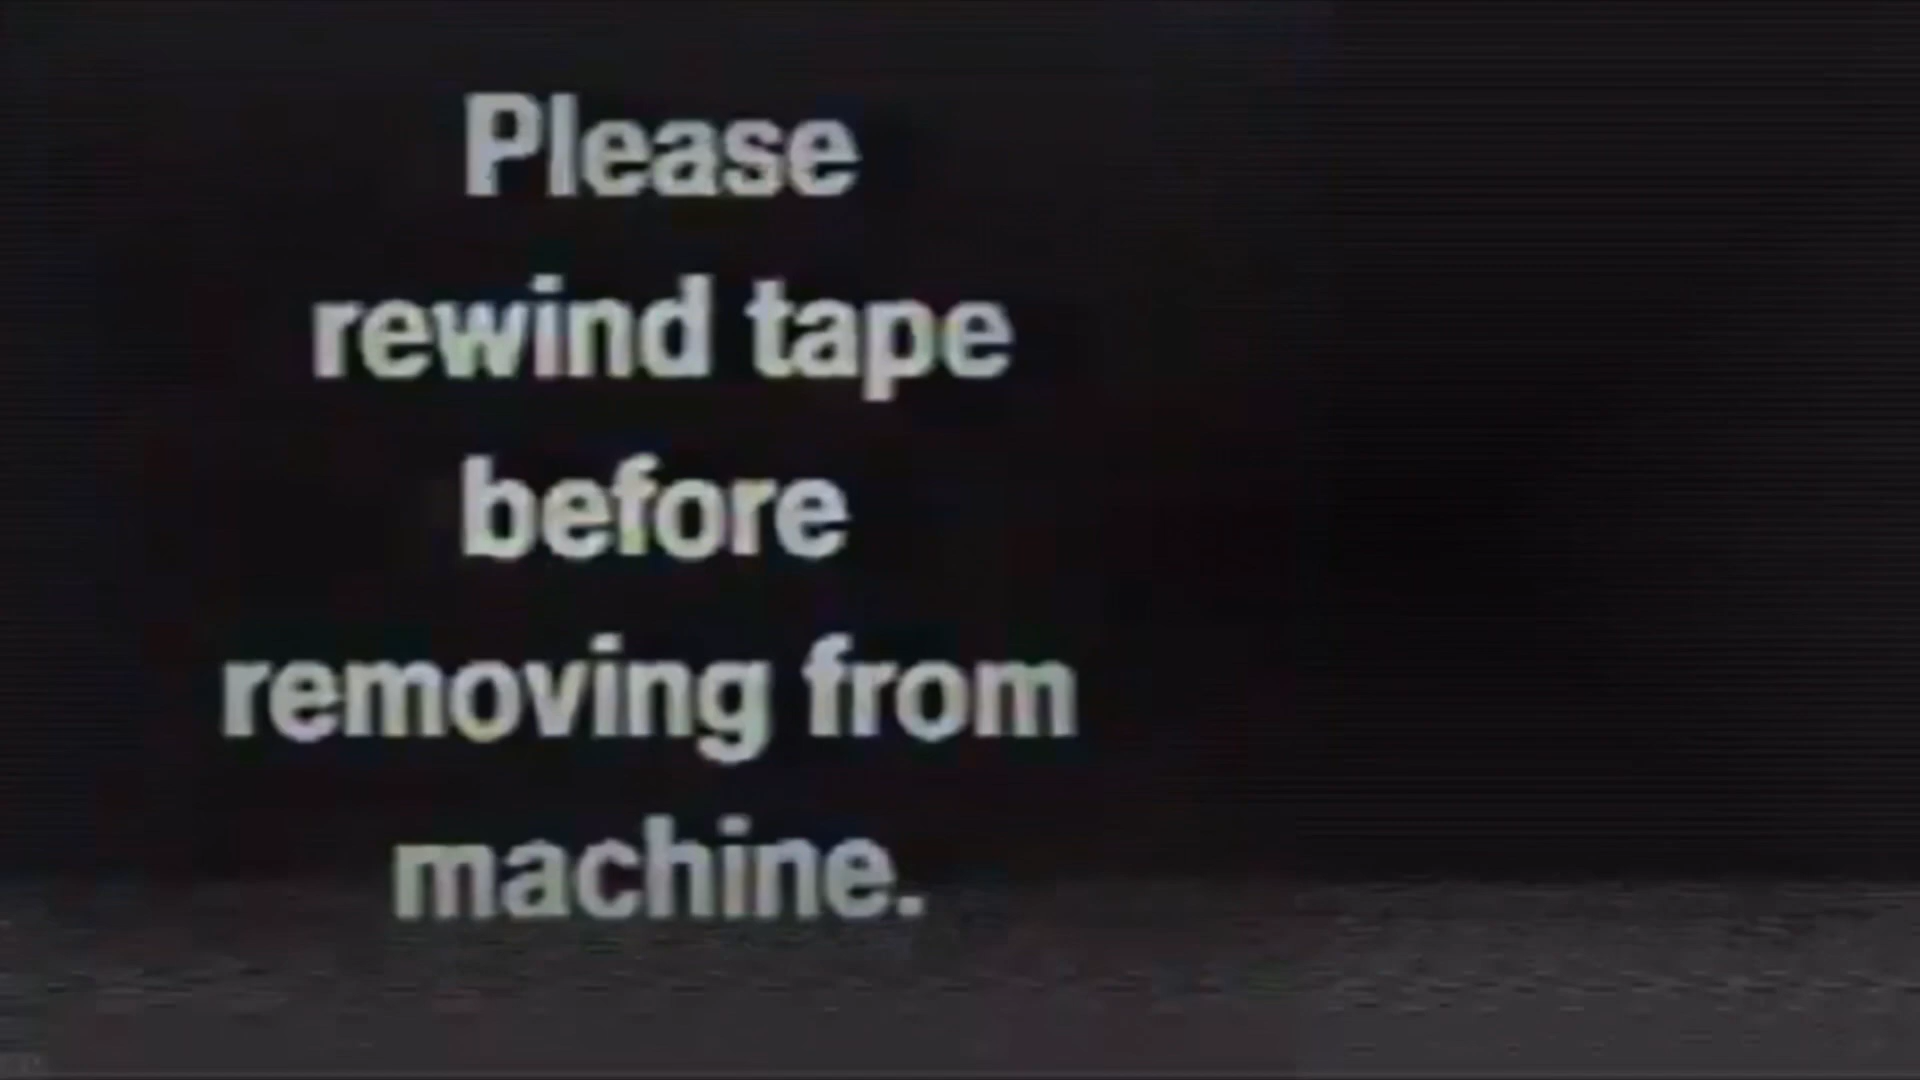 Please
rewind tape
before
removing from
machine.